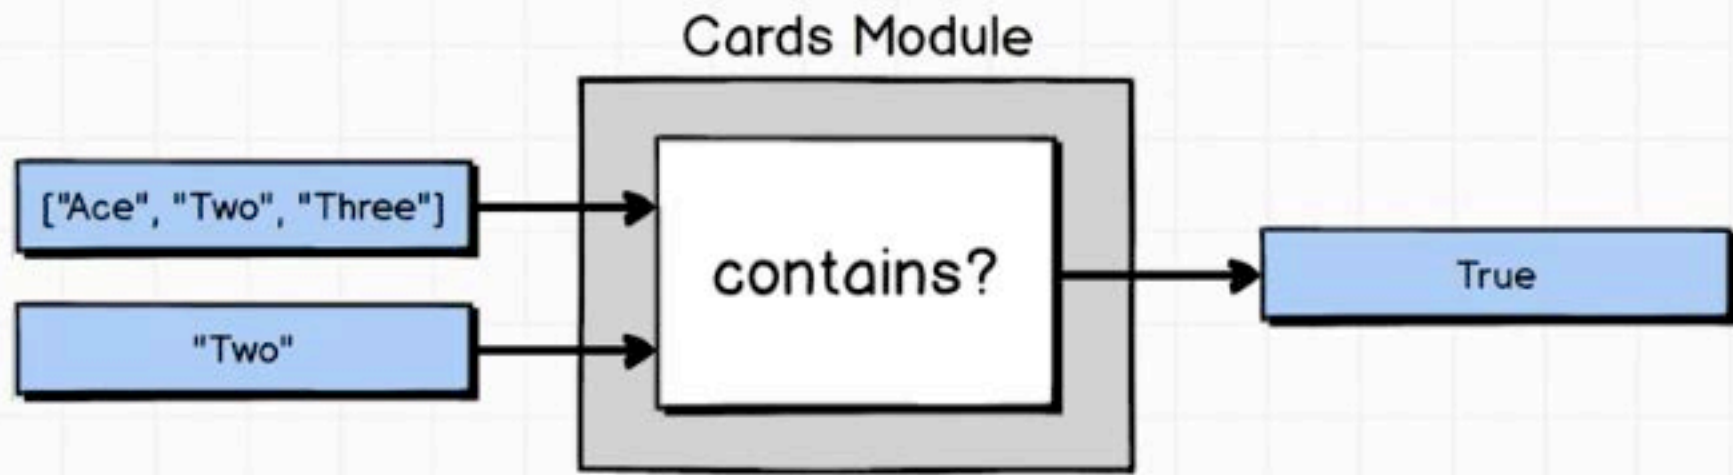 Cards Module
["Ace", "Two", "Three"]
"Two"
contains?
True